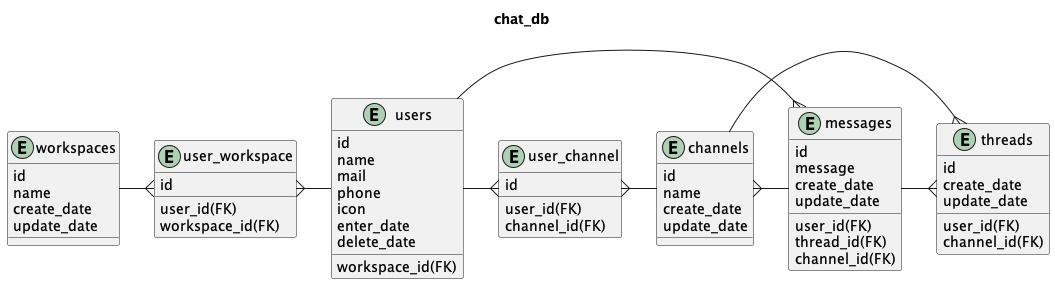 chat_db
E workspaces
id
name
create_date
update_date
E user_workspace
id
user_id(FK)
workspace_id(FK)
E users
id
name
mail
phone
icon
enter_date
delete_date
workspace_id(FK)
E user_channel
id
user_id(FK)
channel_id(FK)
E channels
id
name
create_date
update_date
E messages
id
message
create_date
update_date
user_id(FK)
thread_id(FK)
channel_id(FK)
E threads
id
create_date
update_date
user_id(FK)
channel_id(FK)